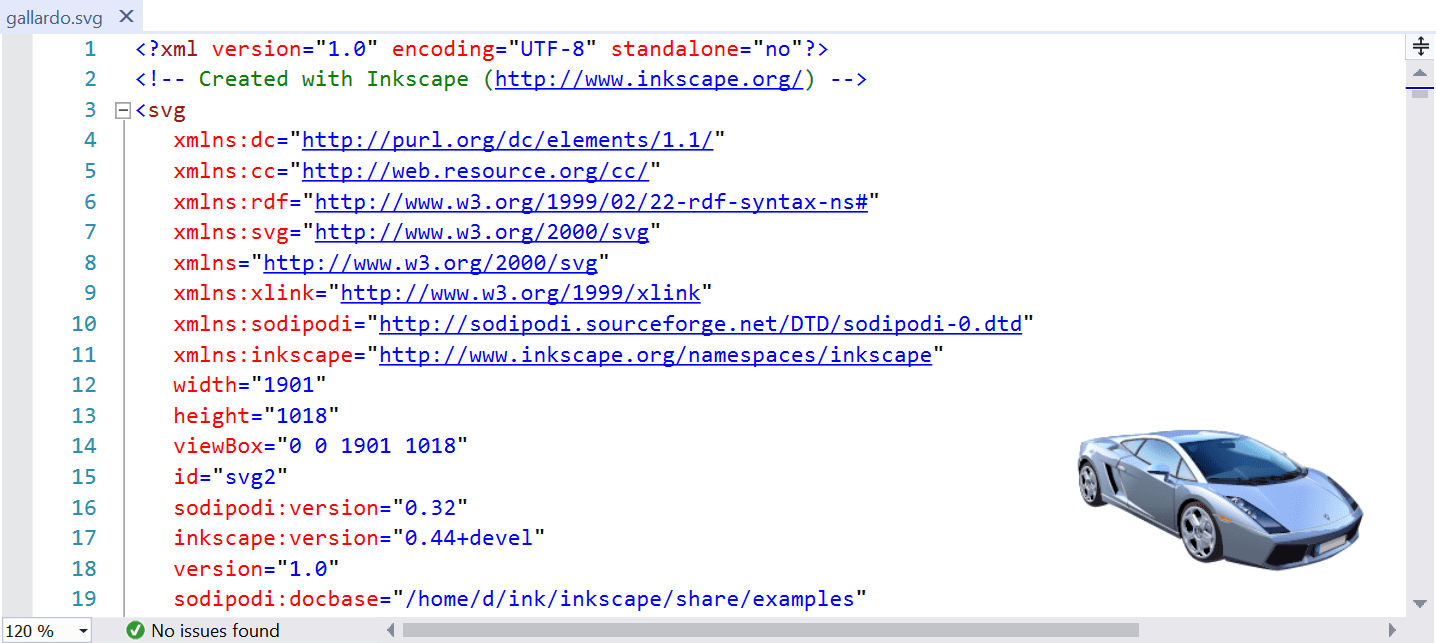 gallardo.svg
1 <?xml version="1.0" encoding="UTF-8" standalone="no"?>
2 <!-- Created with Inkscape (http://www.inkscape.org/) -->
3 <svg
4 xmlns:dc="http://purl.org/dc/elements/1.1/"
5 xmlns:cc="http://web.resource.org/cc/"
6 xmlns:rdf="http://www.w3.org/1999/02/22-rdf-syntax-ns#"
7 xmlns:svg="http://www.w3.org/2000/svg"
8 xmlns="http://www.w3.org/2000/svg"
9 xmlns:xlink="http://www.w3.org/1999/xlink"
10 xmlns:sodipodi="http://sodipodi.sourceforge.net/DTD/sodipodi-0.dtd"
11 xmlns:inkscape="http://www.inkscape.org/namespaces/inkscape"
12 width="1901"
13 height="1018"
14 viewBox="0 0 1901 1018"
15 id="svg2"
16 sodipodi:version="0.32"
17 inkscape:version="0.44+devel"
18 version="1.0"
19 sodipodi:docbase="/home/d/ink/inkscape/share/examples"
120 % No issues found